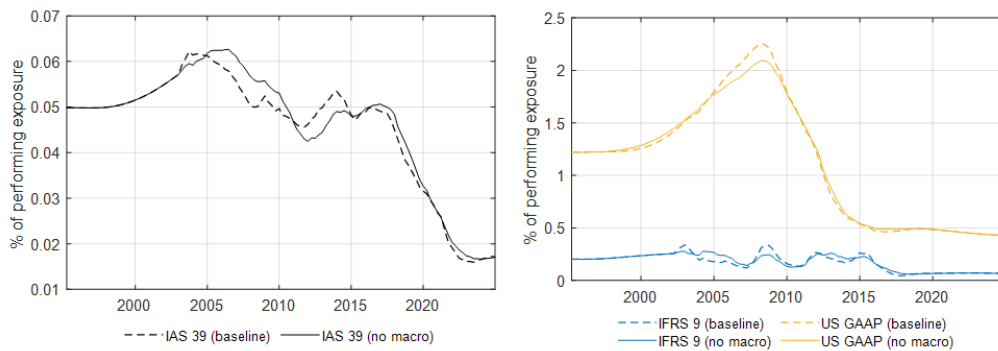 0.07
0.06
0.05
0.04
0.03
0.02
0.01
% of performing exposure
2000
2005
2010
2015
2020
IAS 39 (baseline)
IAS 39 (no macro)
2.5
2
1.5
1
0.5
0
% of performing exposure
2000
2005
2010
2015
2020
IFRS 9 (baseline)
US GAAP (baseline)
IFRS 9 (no macro)
US GAAP (no macro)